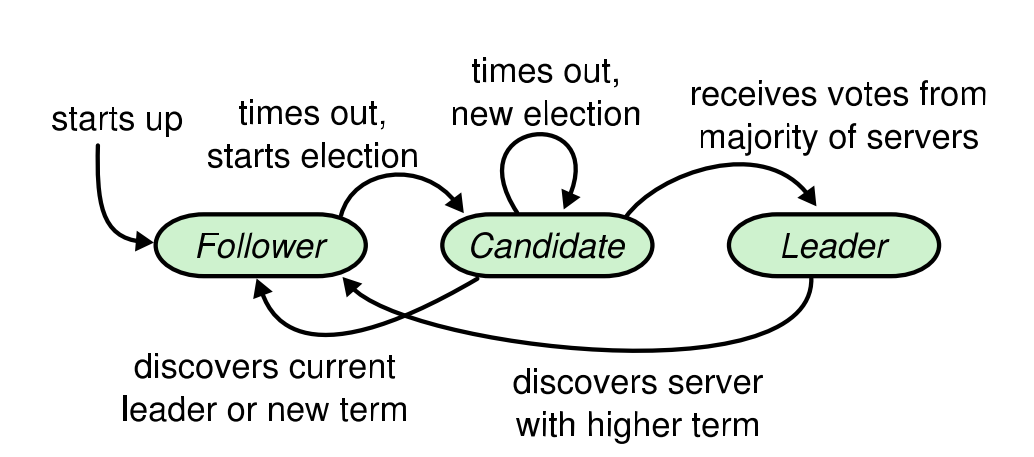 starts up
times out,
starts election
times out,
new election
receives votes from
majority of servers
Follower
Candidate
Leader
discovers current
leader or new term
discovers server
with higher term